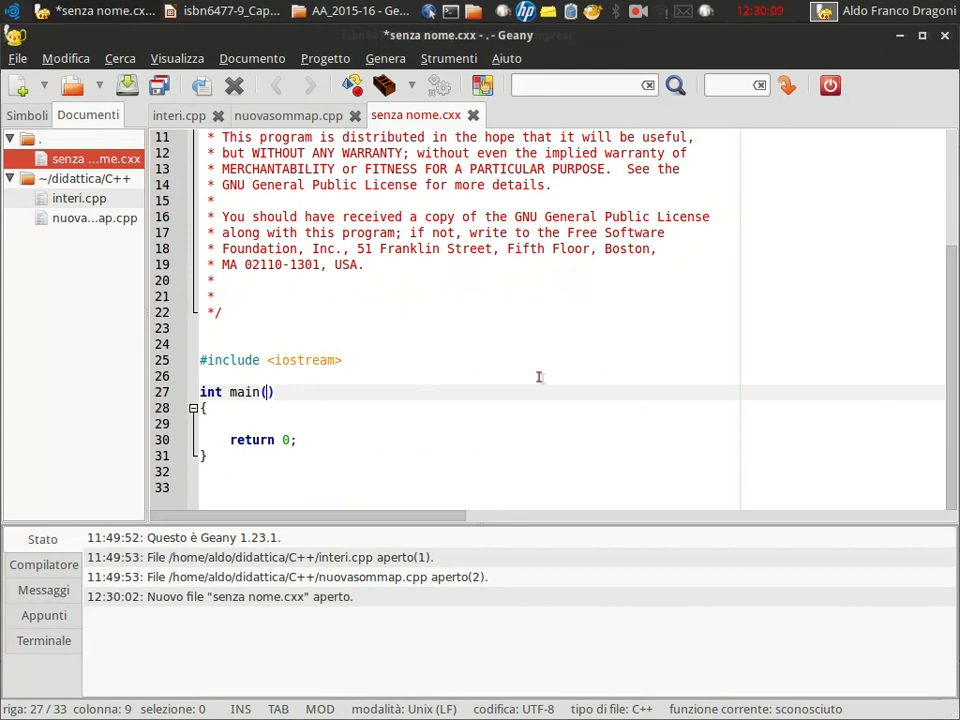 *senza nome.cx...
isbn6477-9_Cap...
AA_2015-16 - Ge...
12:30:00
Aldo Franco Dragoni
*senza nome.cxx - . - Geany
File Modifica Cerca Visualizza Documento Progetto Genera Strumenti Aiuto
Simboli Documenti
interi.cpp nuovasommap.cpp senza nome.cxx
.
senza ...me.cxx
~/didattica/C++
interi.cpp
nuova...ap.cpp
11 * This program is distributed in the hope that it will be useful,
12 * but WITHOUT ANY WARRANTY; without even the implied warranty of
13 * MERCHANTABILITY or FITNESS FOR A PARTICULAR PURPOSE.  See the
14 * GNU General Public License for more details.
15 *
16 * You should have received a copy of the GNU General Public License
17 * along with this program; if not, write to the Free Software
18 * Foundation, Inc., 51 Franklin Street, Fifth Floor, Boston,
19 * MA 02110-1301, USA.
20 *
21 *
22 */
23
24
25 #include <iostream>
26
27 int main()
28 {
29
30 return 0;
31 }
32
33
Stato
Compilatore
Messaggi
Appunti
Terminale
11:49:52: Questo è Geany 1.23.1.
11:49:53: File /home/aldo/didattica/C++/interi.cpp aperto(1).
11:49:53: File /home/aldo/didattica/C++/nuovasommap.cpp aperto(2).
12:30:02: Nuovo file "senza nome.cxx" aperto.
riga: 27 / 33 colonna: 9 selezione: 0 INS TAB MOD modalità: Unix (LF) codifica: UTF-8 tipo di file: C++ funzione corrente: sconosciuto